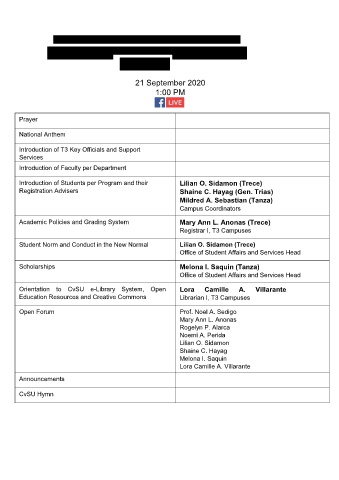 21 September 2020
1:00 PM
f LIVE
Prayer
National Anthem
Introduction of T3 Key Officials and Support
Services
Introduction of Faculty per Department
Introduction of Students per Program and their
Registration Advisers
Lilian O. Sidamon (Trece)
Shaine C. Hayag (Gen. Trias)
Mildred A. Sebastian (Tanza)
Campus Coordinators
Academic Policies and Grading System
Mary Ann L. Anonas (Trece)
Registrar I, T3 Campuses
Student Norm and Conduct in the New Normal
Lilian O. Sidamon (Trece)
Office of Student Affairs and Services Head
Scholarships
Melona I. Saquin (Tanza)
Office of Student Affairs and Services Head
Orientation to CvSU e-Library System, Open
Education Resources and Creative Commons
Lora Camille A. Villarante
Librarian I, T3 Campuses
Open Forum
Prof. Noel A. Sedigo
Mary Ann L. Anonas
Rogelyn P. Alarca
Noemi A. Perida
Lilian O. Sidamon
Shaine C. Hayag
Melona I. Saquin
Lora Camille A. Villarante
Announcements
CvSU Hymn